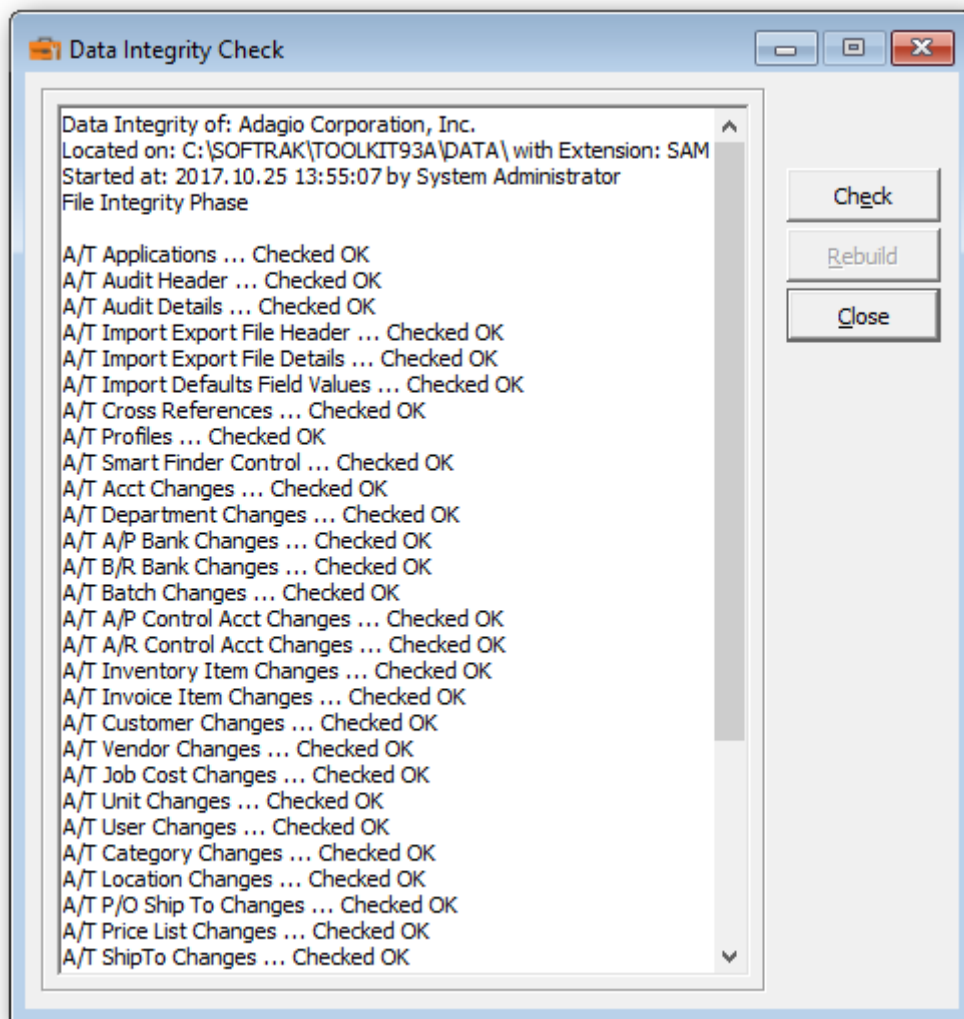 Data Integrity Check
Data Integrity of: Adagio Corporation, Inc.
Located on: C:\SOFTRAK\TOOLKIT93A\DATA\ with Extension: SAM
Started at: 2017.10.25 13:55:07 by System Administrator
File Integrity Phase
A/T Applications ... Checked OK
A/T Audit Header ... Checked OK
A/T Audit Details ... Checked OK
A/T Import Export File Header ... Checked OK
A/T Import Export File Details ... Checked OK
A/T Import Defaults Field Values ... Checked OK
A/T Cross References ... Checked OK
A/T Profiles ... Checked OK
A/T Smart Finder Control ... Checked OK
A/T Acct Changes ... Checked OK
A/T Department Changes ... Checked OK
A/T A/P Bank Changes ... Checked OK
A/T B/R Bank Changes ... Checked OK
A/T Batch Changes ... Checked OK
A/T A/P Control Acct Changes ... Checked OK
A/T A/R Control Acct Changes ... Checked OK
A/T Inventory Item Changes ... Checked OK
A/T Invoice Item Changes ... Checked OK
A/T Customer Changes ... Checked OK
A/T Vendor Changes ... Checked OK
A/T Job Cost Changes ... Checked OK
A/T Unit Changes ... Checked OK
A/T User Changes ... Checked OK
A/T Category Changes ... Checked OK
A/T Location Changes ... Checked OK
A/T P/O Ship To Changes ... Checked OK
A/T Price List Changes ... Checked OK
A/T ShipTo Changes ... Checked OK
Check
Rebuild
Close